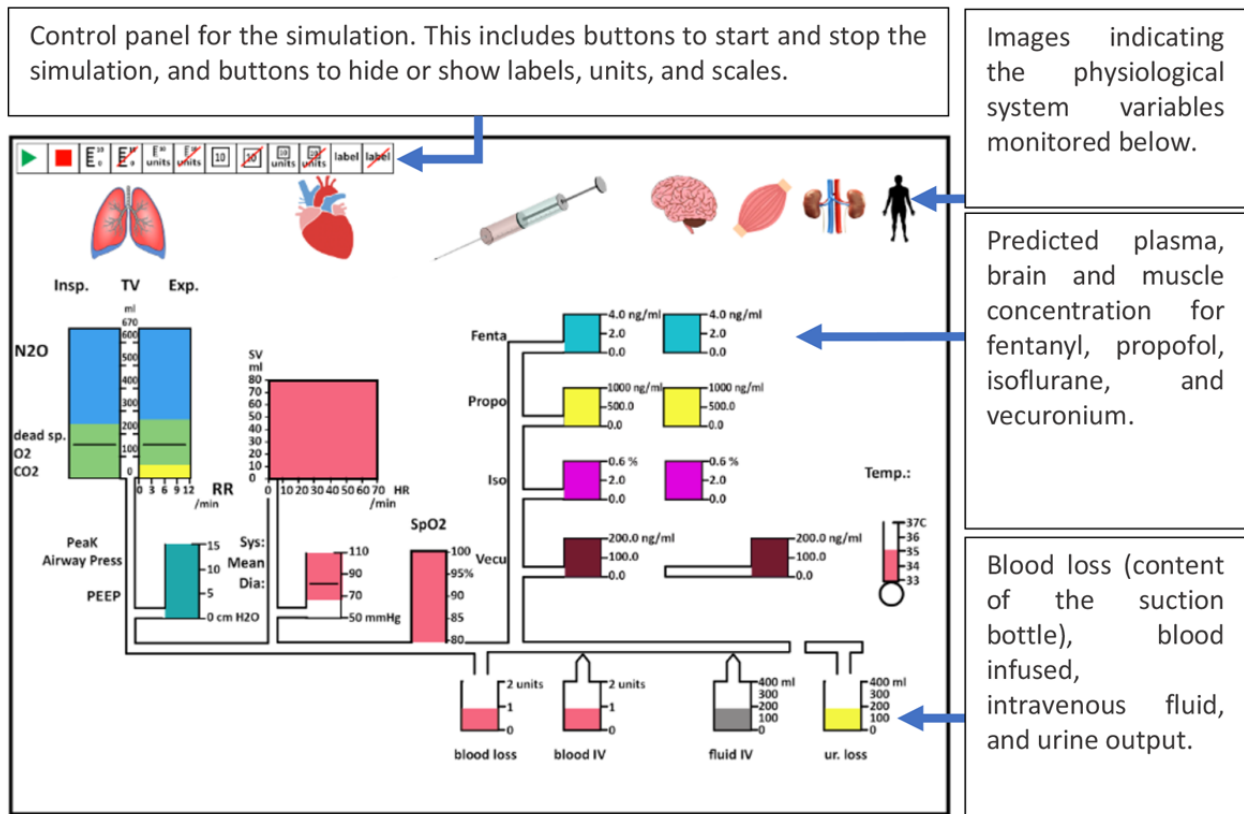 Control panel for the simulation. This includes buttons to start and stop the
simulation, and buttons to hide or show labels, units, and scales.
Images indicating
the physiological
system variables
monitored below.
Predicted plasma,
brain and muscle
concentration for
fentanyl, propofol,
isoflurane, and
vecuronium.
Blood loss (content
of the suction
bottle), blood
infused,
intravenous fluid,
and urine output.
10
0
10
0
10
units
10
units
10
10
10
units
10
units
label
label
Insp. TV Exp.
ml
670
600
500
400
300
200
100
0
N2O
dead sp.
O2
CO2
0 3 6 9 12
RR
/min
SV
ml
80
70
60
50
40
30
20
10
0
0 10 20 30 40 50 60 70
HR
/min
PeaK
Airway Press
PEEP
15
10
5
0 cm H2O
Sys:
Mean
Dia:
110
90
70
50 mmHg
SpO2
100
95%
90
85
80
Fenta
4.0 ng/ml
2.0
0.0
4.0 ng/ml
2.0
0.0
Propo
1000 ng/ml
500.0
0.0
1000 ng/ml
500.0
0.0
Iso
0.6 %
2.0
0.0
0.6 %
2.0
0.0
Vecu
200.0 ng/ml
100.0
0.0
200.0 ng/ml
100.0
0.0
Temp.:
37C
36
35
34
33
2 units
1
0
blood loss
2 units
1
0
blood IV
400 ml
300
200
100
0
fluid IV
400 ml
300
200
100
0
ur. loss